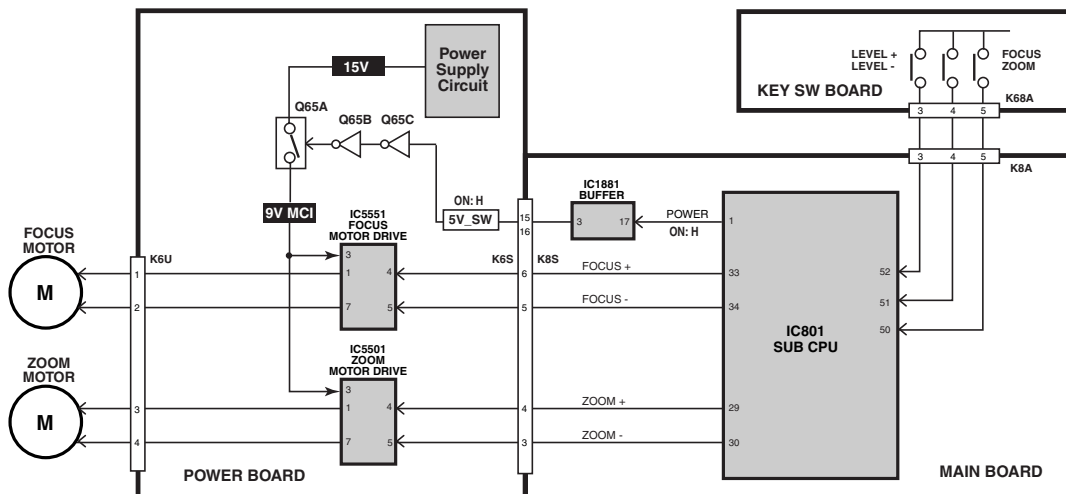 Power
Supply
Circuit
15V
Q65A
Q65B
Q65C
LEVEL +
LEVEL -
FOCUS
ZOOM
KEY SW BOARD
K68A
3 4 5
3 4 5
K8A
9V MCI
ON: H
5V_SW
15
16
IC1881
BUFFER
3 17
POWER
ON: H
1
FOCUS
MOTOR
M
K6U
1
2
IC5551
FOCUS
MOTOR DRIVE
3
1 4
7 5
K6S
K8S
6
5
FOCUS +
FOCUS -
33
34
52
51
50
IC801
SUB CPU
ZOOM
MOTOR
M
3
4
IC5501
ZOOM
MOTOR DRIVE
3
1 4
7 5
4
3
ZOOM +
ZOOM -
29
30
POWER BOARD
MAIN BOARD